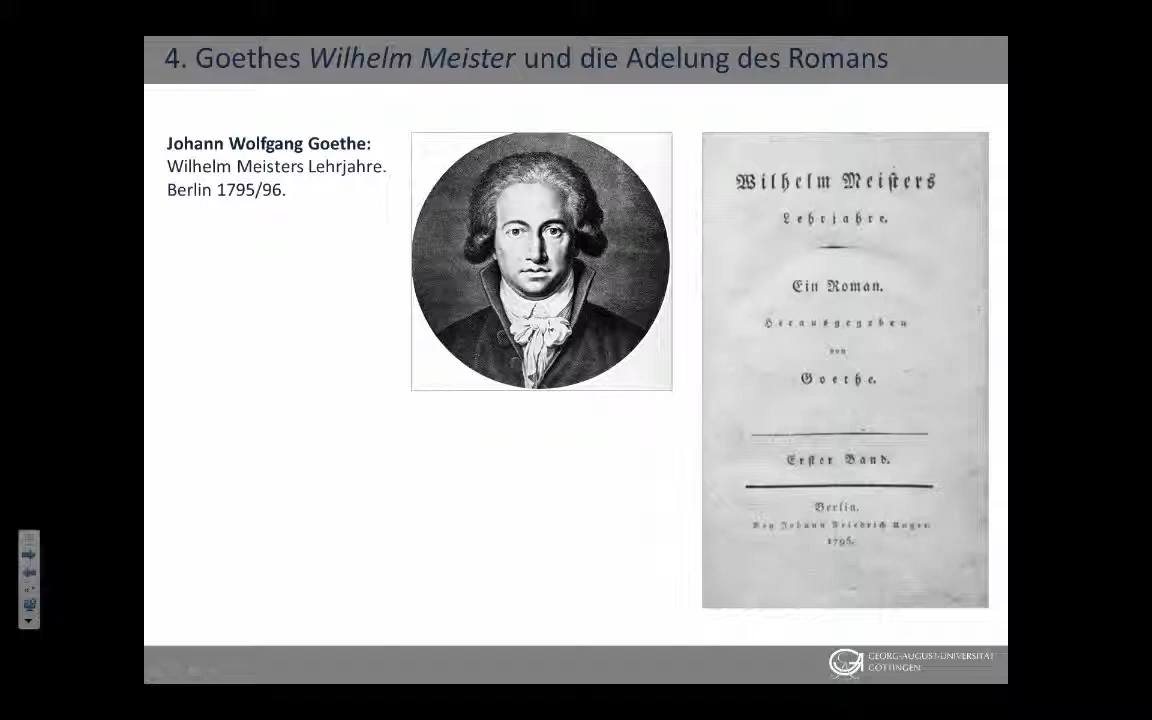 4. Goethes Wilhelm Meister und die Adelung des Romans
Johann Wolfgang Goethe:
Wilhelm Meisters Lehrjahre.
Berlin 1795/96.
Wilhelm Meisters
Lehrjahre.
Ein Roman.
Herausgegeben
von
Goethe.
Erster Band.
Berlin.
Bey Johann Friedrich Unger
1795.
GEORG-AUGUST-UNIVERSITÄT
GÖTTINGEN